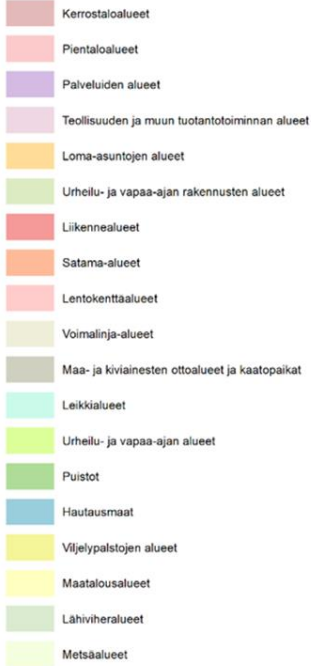 Kerrostaloalueet
Pientaloalueet
Palveluiden alueet
Teollisuuden ja muun tuotantotoiminnan alueet
Loma-asuntojen alueet
Urheilu- ja vapaa-ajan rakennusten alueet
Liikennealueet
Satama-alueet
Lentokenttäalueet
Voimalinja-alueet
Maa- ja kiviainesten ottoalueet ja kaatopaikat
Leikkialueet
Urheilu- ja vapaa-ajan alueet
Puistot
Hautausmaat
Viljelypalstojen alueet
Maatalousalueet
Lähiviheralueet
Metsäalueet